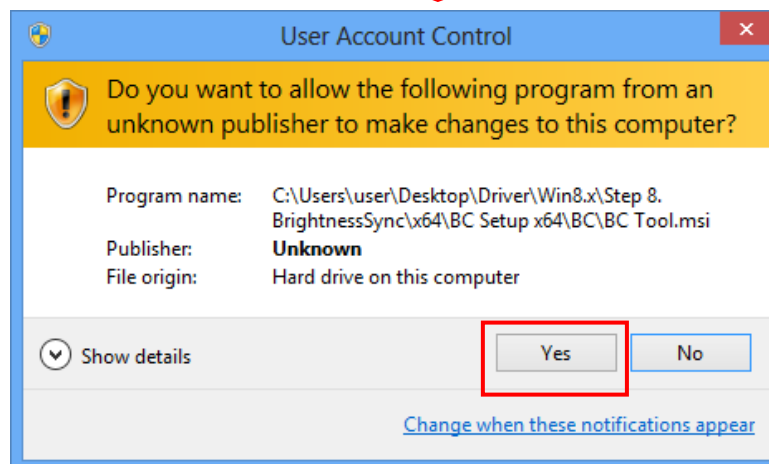 User Account Control
Do you want to allow the following program from an
unknown publisher to make changes to this computer?
Program name: C:\Users\user\Desktop\Driver\Win8.x\Step 8.
BrightnessSync\x64\BC Setup x64\BC\BC Tool.msi
Publisher: Unknown
File origin: Hard drive on this computer
Show details Yes No
Change when these notifications appear